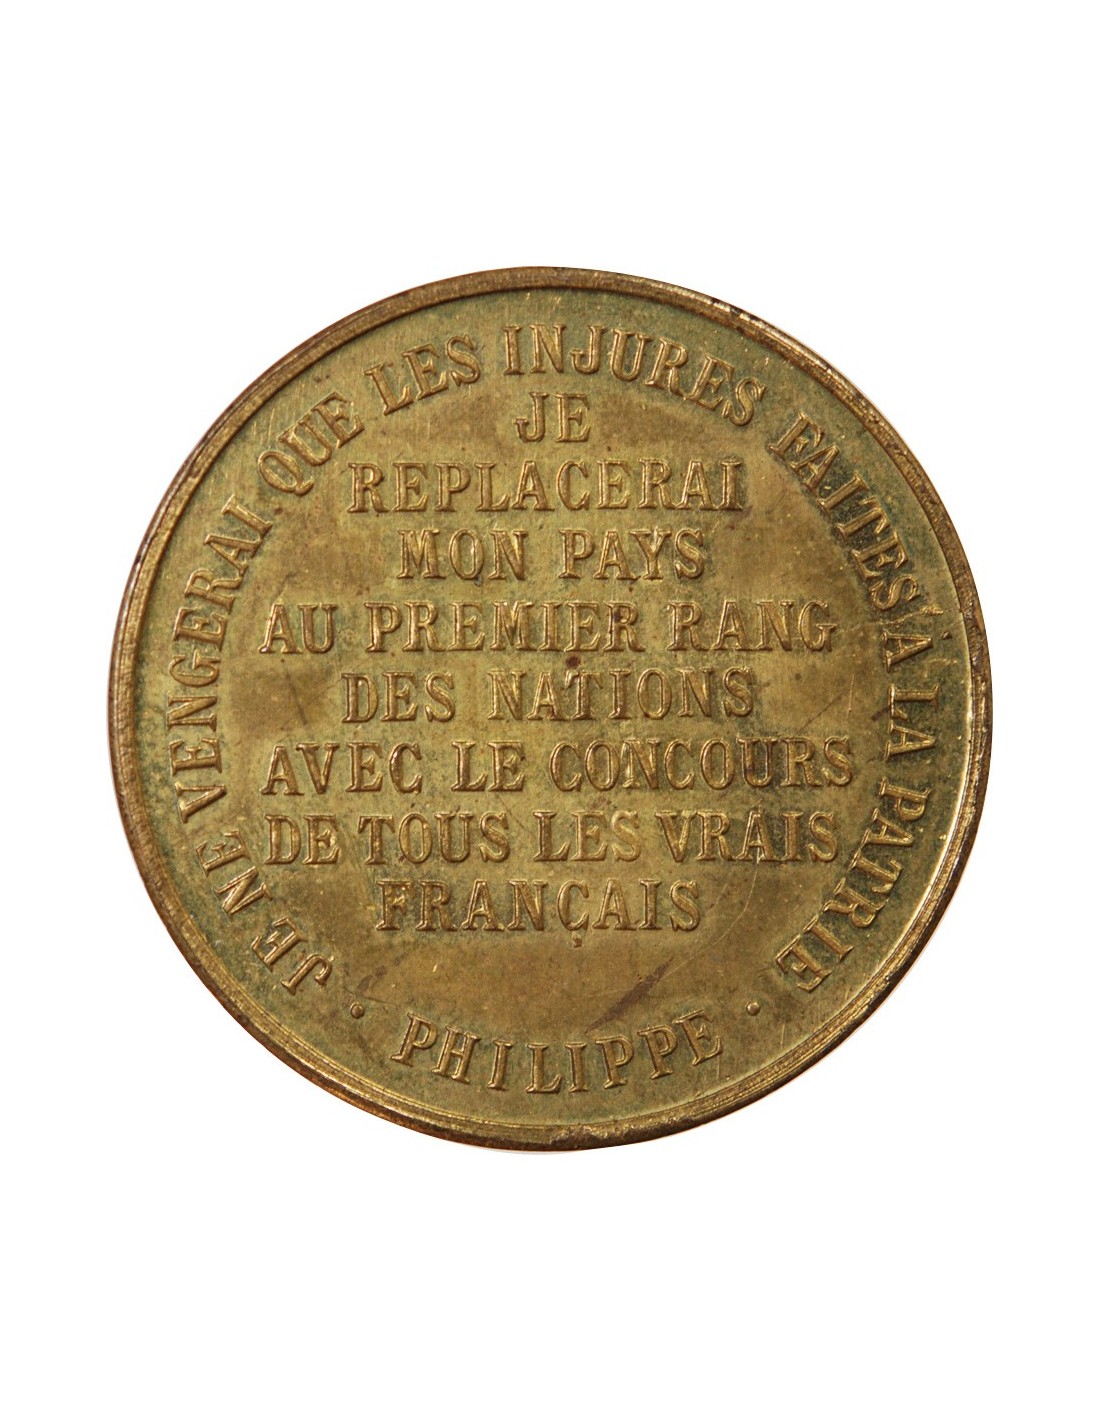 JE NE VENGERAI QUE LES INJURES FAITES À LA PATRIE
JE
REPLACERAI
MON PAYS
AU PREMIER RANG
DES NATIONS
AVEC LE CONCOURS
DE TOUS LES VRAIS
FRANÇAIS
· PHILIPPE ·